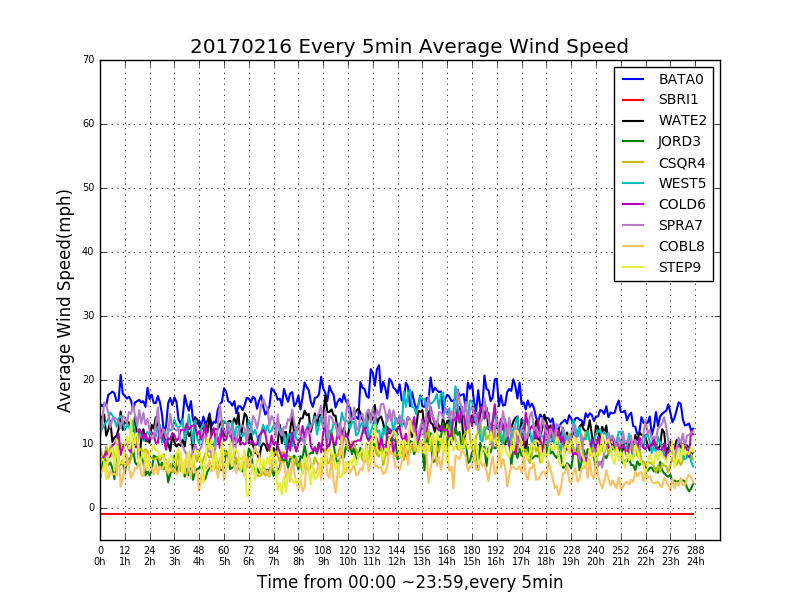 20170216 Every 5min Average Wind Speed
70
60
50
40
30
20
10
0
Average Wind Speed(mph)
BATA0
SBRI1
WATE2
JORD3
CSQR4
WEST5
COLD6
SPRA7
COBL8
STEP9
0 12 24 36 48 60 72 84 96 108 120 132 144 156 168 180 192 204 216 228 240 252 264 276 288
0h 1h 2h 3h 4h 5h 6h 7h 8h 9h 10h 11h 12h 13h 14h 15h 16h 17h 18h 19h 20h 21h 22h 23h 24h
Time from 00:00 ~23:59,every 5min